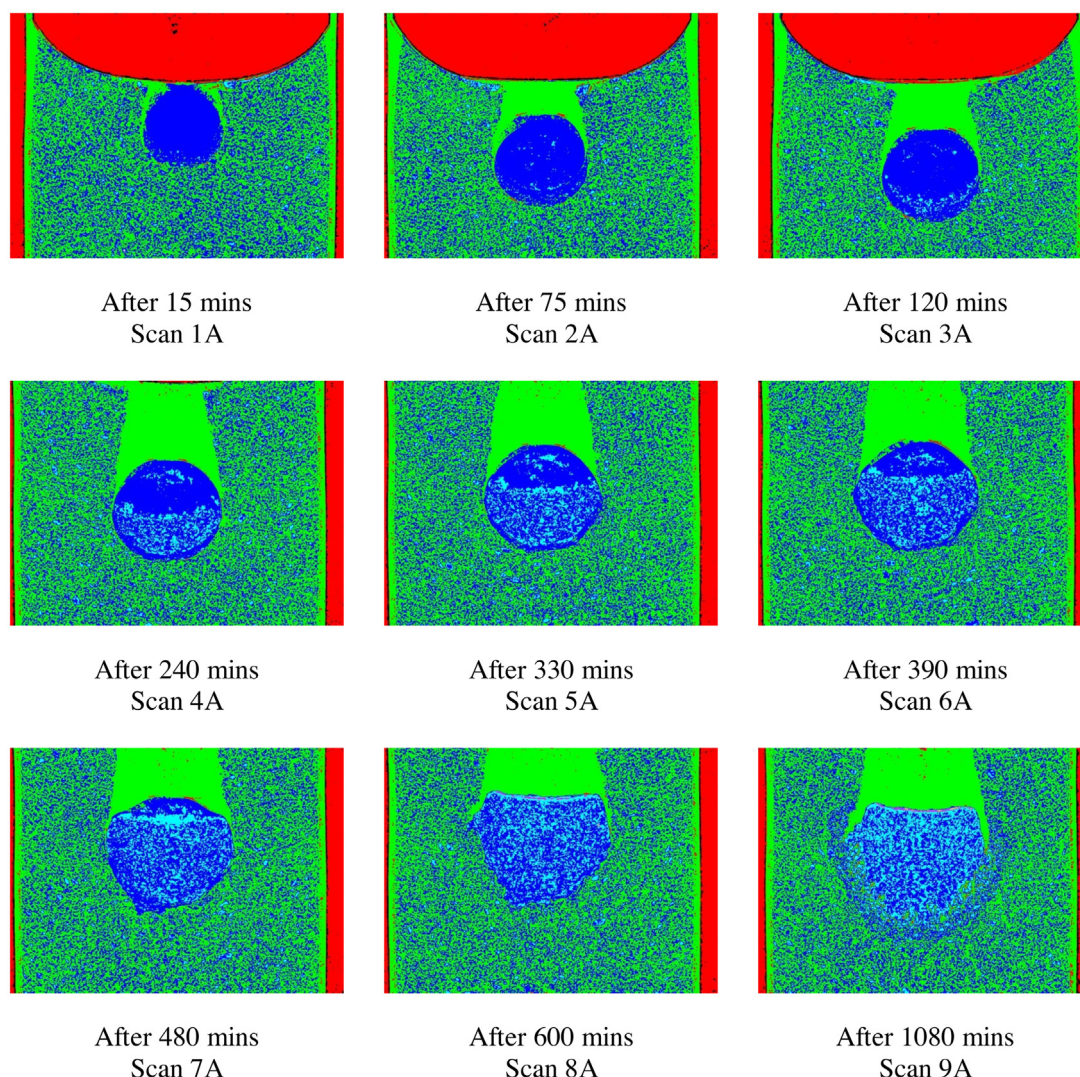 After 15 mins
Scan 1A
After 75 mins
Scan 2A
After 120 mins
Scan 3A
After 240 mins
Scan 4A
After 330 mins
Scan 5A
After 390 mins
Scan 6A
After 480 mins
Scan 7A
After 600 mins
Scan 8A
After 1080 mins
Scan 9A